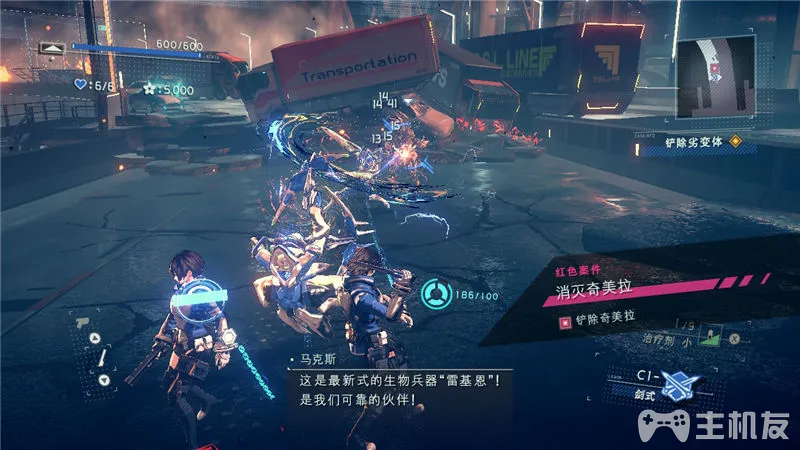 600/600
:6/6
:5,000
Transportation
LINE
14
14 41
15
13 15
铲除劣变体
红色案件
消灭奇美拉
铲除奇美拉
186/100
1/9
治疗剂 小
X
马克斯
这是最新式的生物兵器“雷基恩”！
是我们可靠的伙伴！
LEGION
C1-
剑式
主机友